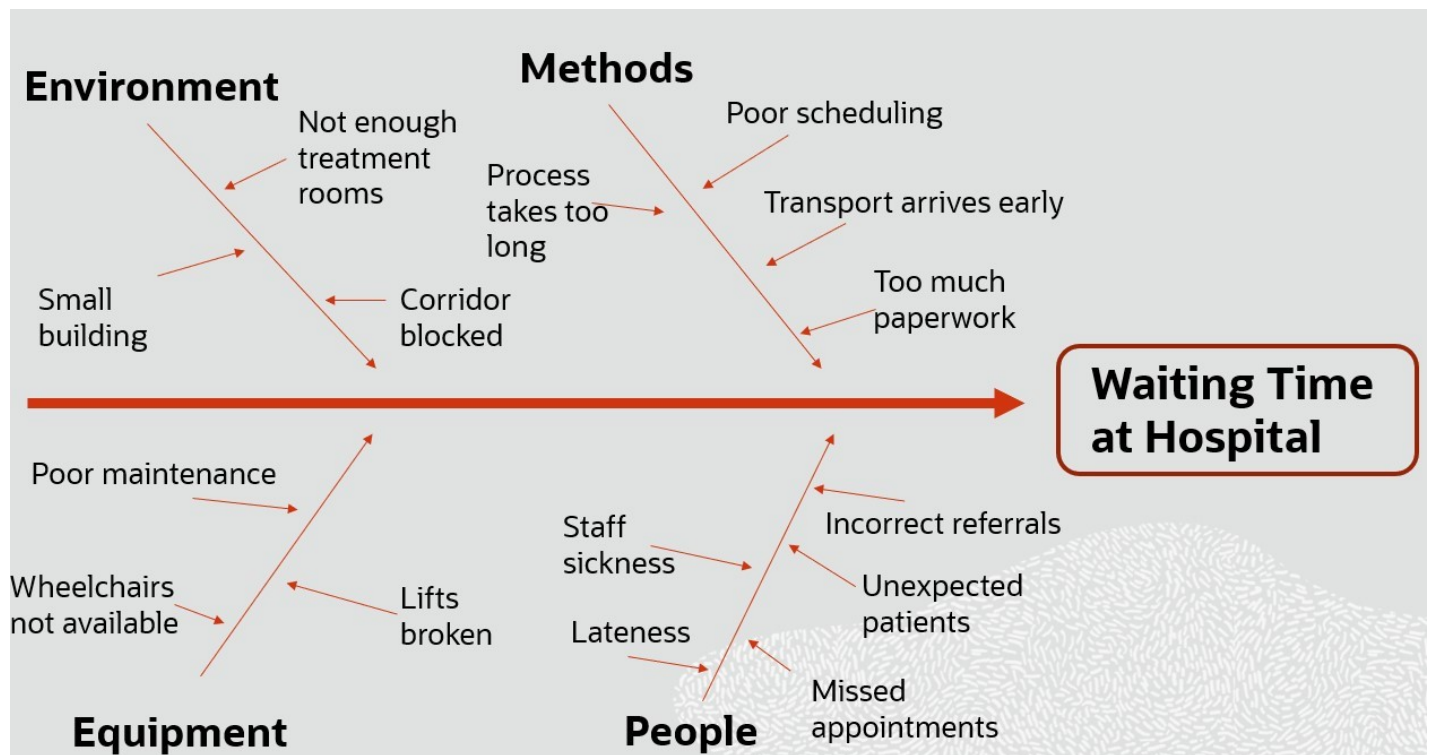 Environment
Not enough
treatment
rooms
Small
building
Corridor
blocked
Methods
Poor scheduling
Process
takes too
long
Transport arrives early
Too much
paperwork
Waiting Time
at Hospital
Poor maintenance
Wheelchairs
not available
Lifts
broken
Equipment
Staff
sickness
Incorrect referrals
Unexpected
patients
Lateness
Missed
appointments
People